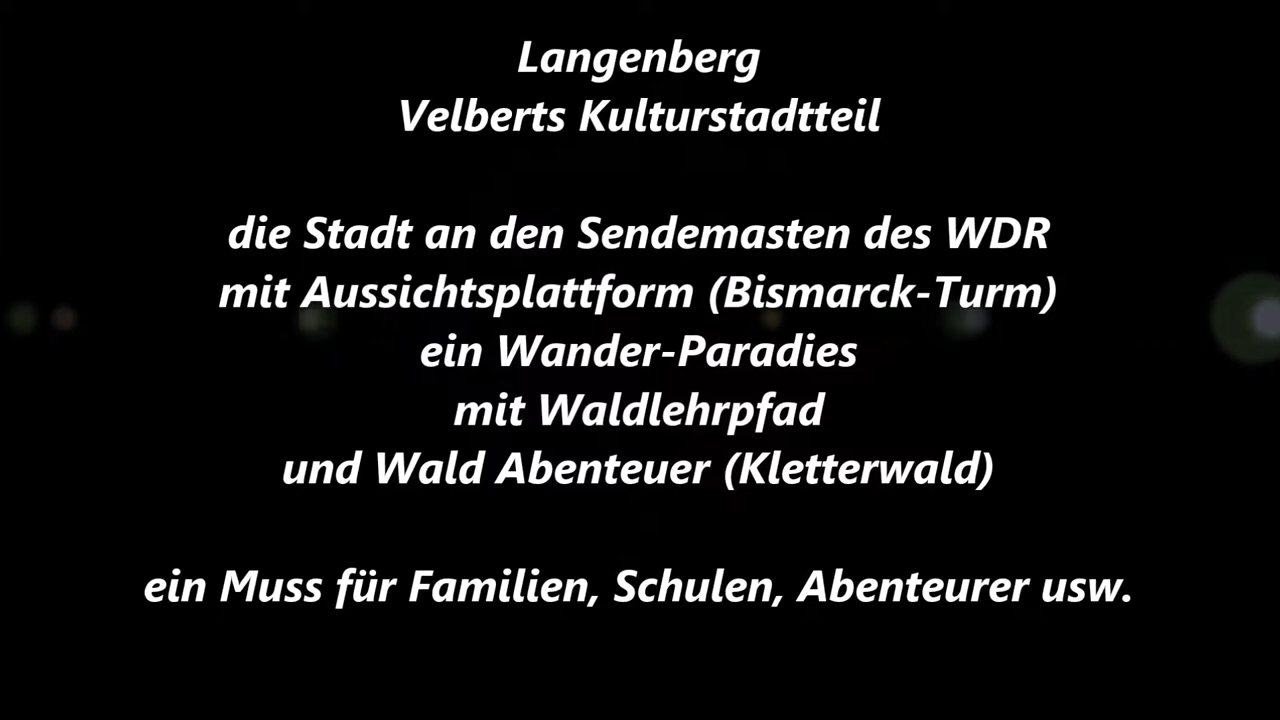 Langenberg
Velberts Kulturstadtteil
die Stadt an den Sendemasten des WDR
mit Aussichtsplattform (Bismarck-Turm)
ein Wander-Paradies
mit Waldlehrpfad
und Wald Abenteuer (Kletterwald)
ein Muss für Familien, Schulen, Abenteurer usw.